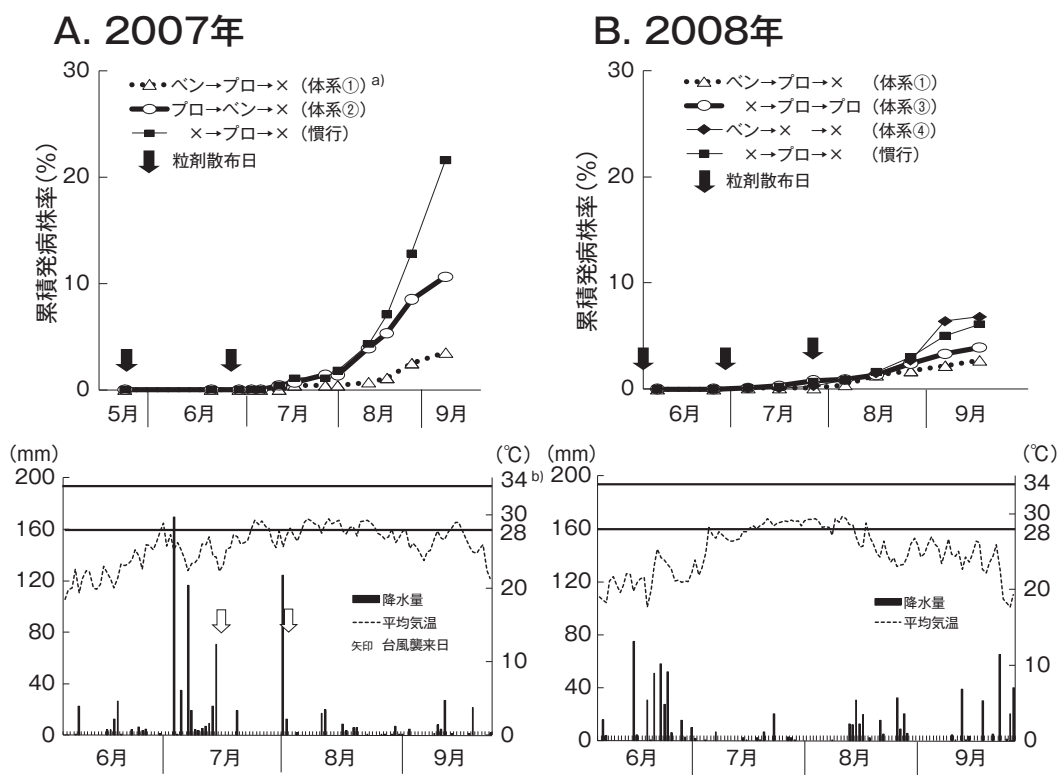 A. 2007年
30
20
10
0
累積発病株率(%)
ベン→プロ→× (体系①) a)
プロ→ベン→× (体系②)
×→プロ→× (慣行)
粒剤散布日
5月 6月 7月 8月 9月
B. 2008年
30
20
10
0
累積発病株率(%)
ベン→プロ→× (体系①)
×→プロ→プロ (体系③)
ベン→× →× (体系④)
×→プロ→× (慣行)
粒剤散布日
6月 7月 8月 9月
(mm)
200
160
120
80
40
0
(℃)
34 b)
30
28
20
10
0
降水量
平均気温
矢印 台風襲来日
6月 7月 8月 9月
(mm)
200
160
120
80
40
0
(℃)
34
30
28
20
10
0
降水量
平均気温
6月 7月 8月 9月